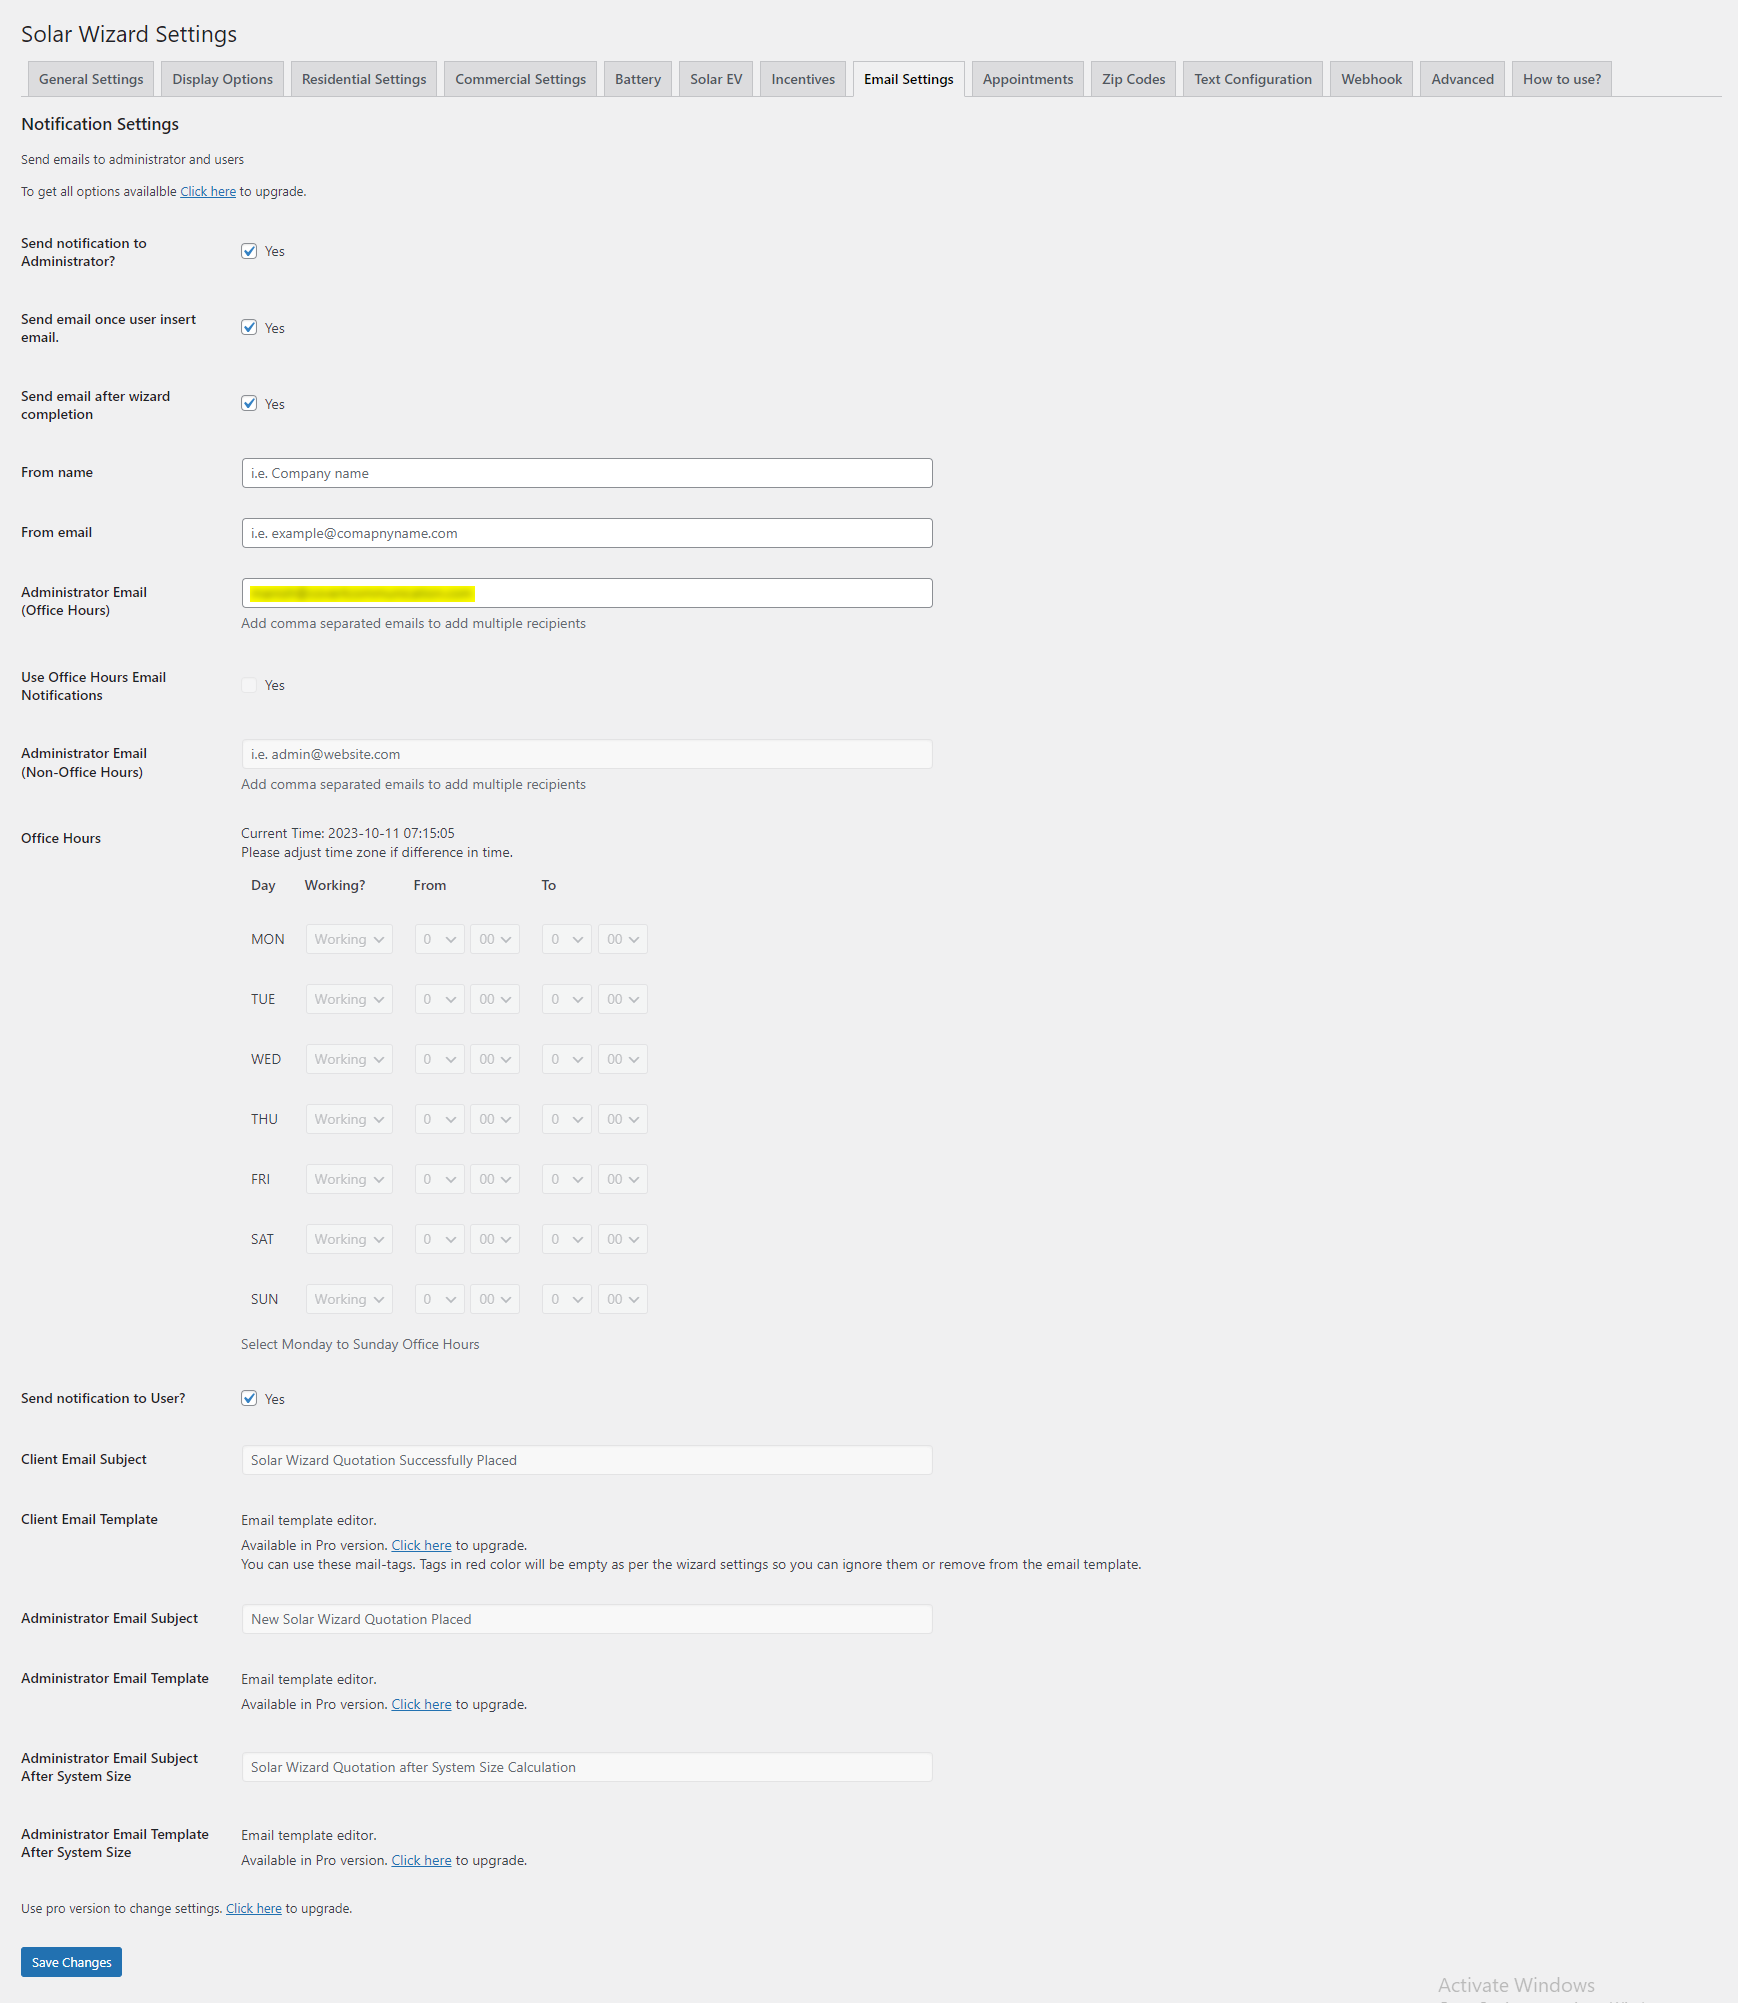 Solar Wizard Settings
General Settings Display Options Residential Settings Commercial Settings Battery Solar EV Incentives Email Settings Appointments Zip Codes Text Configuration Webhook Advanced How to use?
Notification Settings
Send emails to administrator and users
To get all options availalble Click here to upgrade.
Send notification to
Administrator?
Yes
Send email once user insert
email.
Yes
Send email after wizard
completion
Yes
From name
i.e. Company name
From email
i.e. example@comapnyname.com
Administrator Email
(Office Hours)
Add comma separated emails to add multiple recipients
Use Office Hours Email
Notifications
Yes
Administrator Email
(Non-Office Hours)
i.e. admin@website.com
Add comma separated emails to add multiple recipients
Office Hours
Current Time: 2023-10-11 07:15:05
Please adjust time zone if difference in time.
Day Working? From To
MON Working 0 00 0 00
TUE Working 0 00 0 00
WED Working 0 00 0 00
THU Working 0 00 0 00
FRI Working 0 00 0 00
SAT Working 0 00 0 00
SUN Working 0 00 0 00
Select Monday to Sunday Office Hours
Send notification to User?
Yes
Client Email Subject
Solar Wizard Quotation Successfully Placed
Client Email Template
Email template editor.
Available in Pro version. Click here to upgrade.
You can use these mail-tags. Tags in red color will be empty as per the wizard settings so you can ignore them or remove from the email template.
Administrator Email Subject
New Solar Wizard Quotation Placed
Administrator Email Template
Email template editor.
Available in Pro version. Click here to upgrade.
Administrator Email Subject
After System Size
Solar Wizard Quotation after System Size Calculation
Administrator Email Template
After System Size
Email template editor.
Available in Pro version. Click here to upgrade.
Use pro version to change settings. Click here to upgrade.
Save Changes
Activate Windows